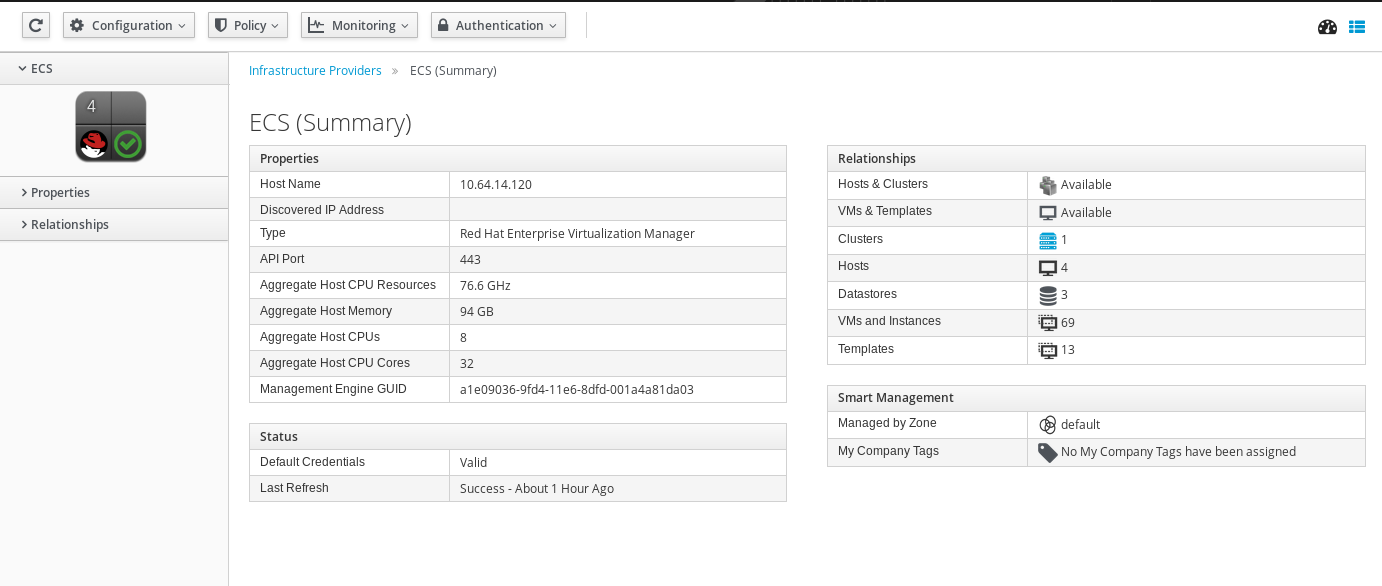 Configuration Policy Monitoring Authentication
ECS
4
Properties
Relationships
Infrastructure Providers » ECS (Summary)
ECS (Summary)
Properties
Host Name 10.64.14.120
Discovered IP Address
Type Red Hat Enterprise Virtualization Manager
API Port 443
Aggregate Host CPU Resources 76.6 GHz
Aggregate Host Memory 94 GB
Aggregate Host CPUs 8
Aggregate Host CPU Cores 32
Management Engine GUID a1e09036-9fd4-11e6-8dfd-001a4a81da03
Status
Default Credentials Valid
Last Refresh Success - About 1 Hour Ago
Relationships
Hosts & Clusters Available
VMs & Templates Available
Clusters 1
Hosts 4
Datastores 3
VMs and Instances 69
Templates 13
Smart Management
Managed by Zone default
My Company Tags No My Company Tags have been assigned